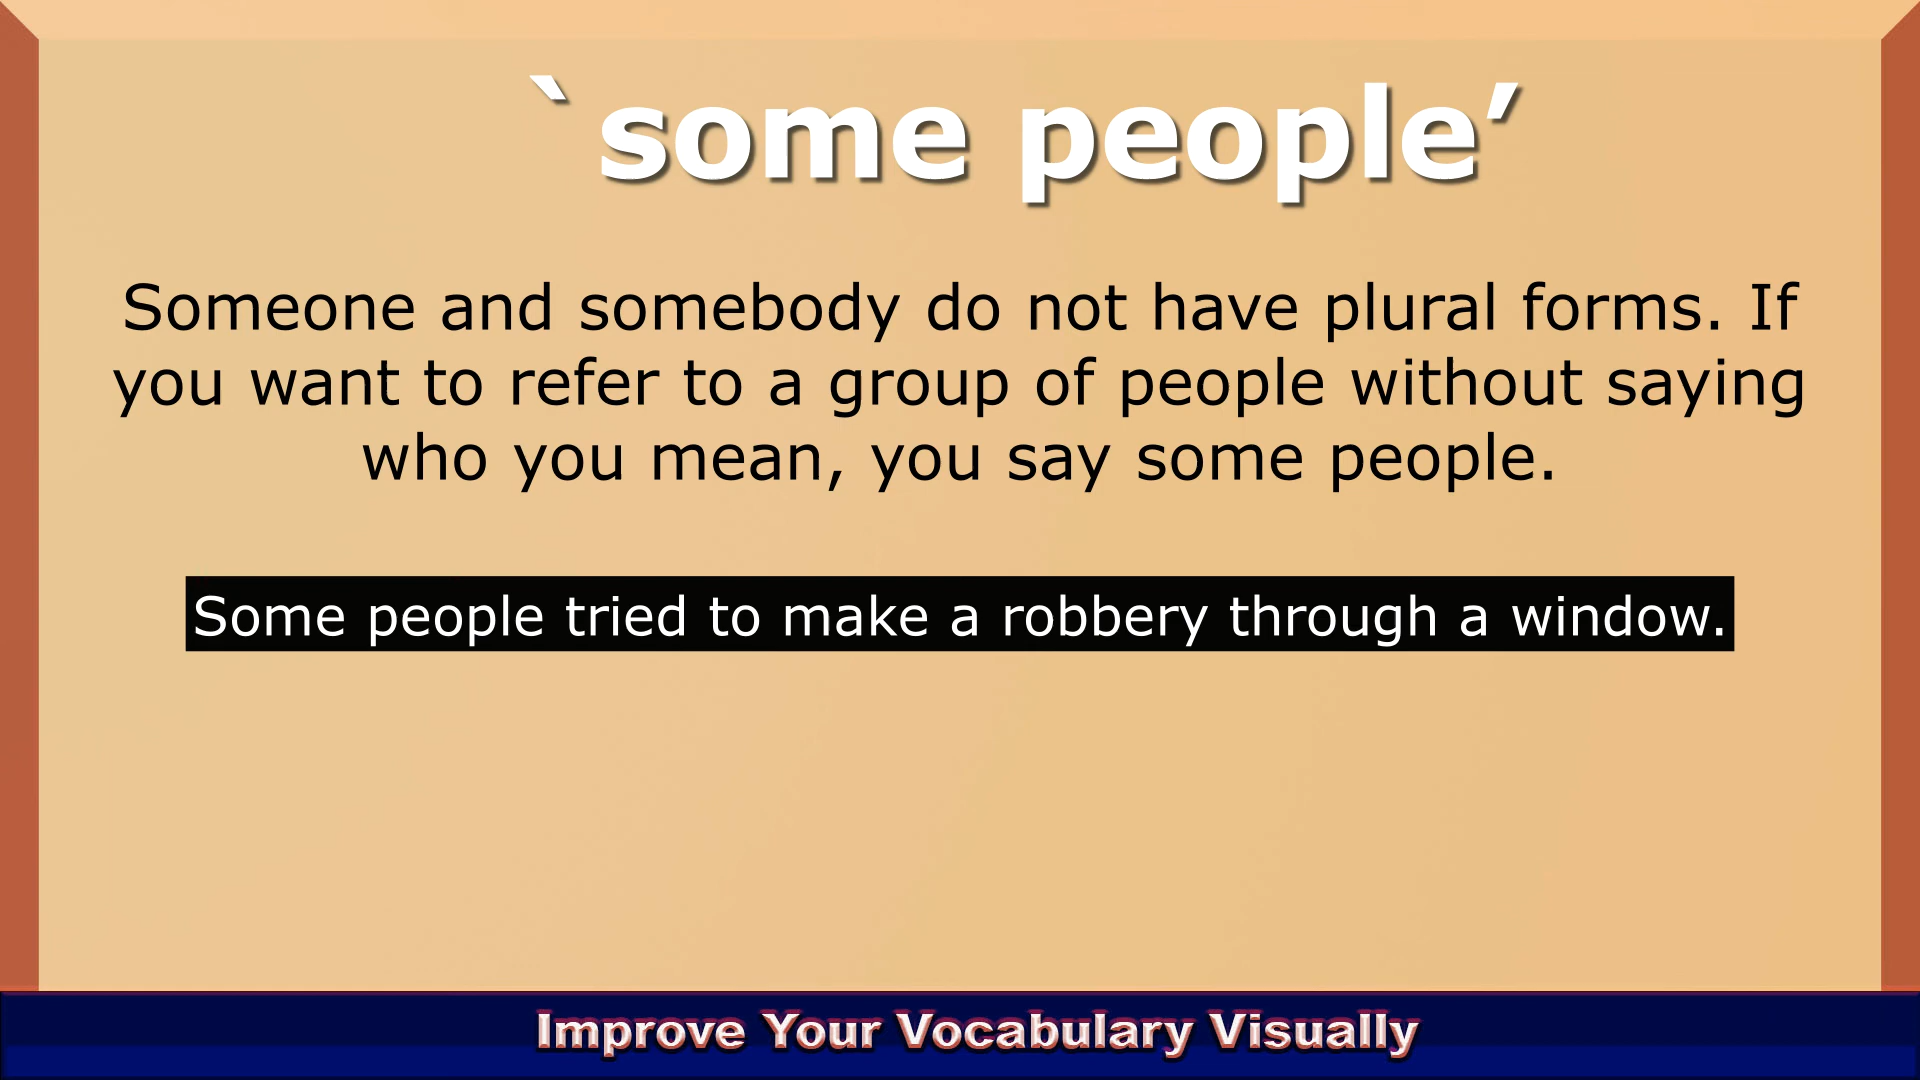 `some people’
Someone and somebody do not have plural forms. If
you want to refer to a group of people without saying
who you mean, you say some people.
Some people tried to make a robbery through a window.
Improve Your Vocabulary Visually